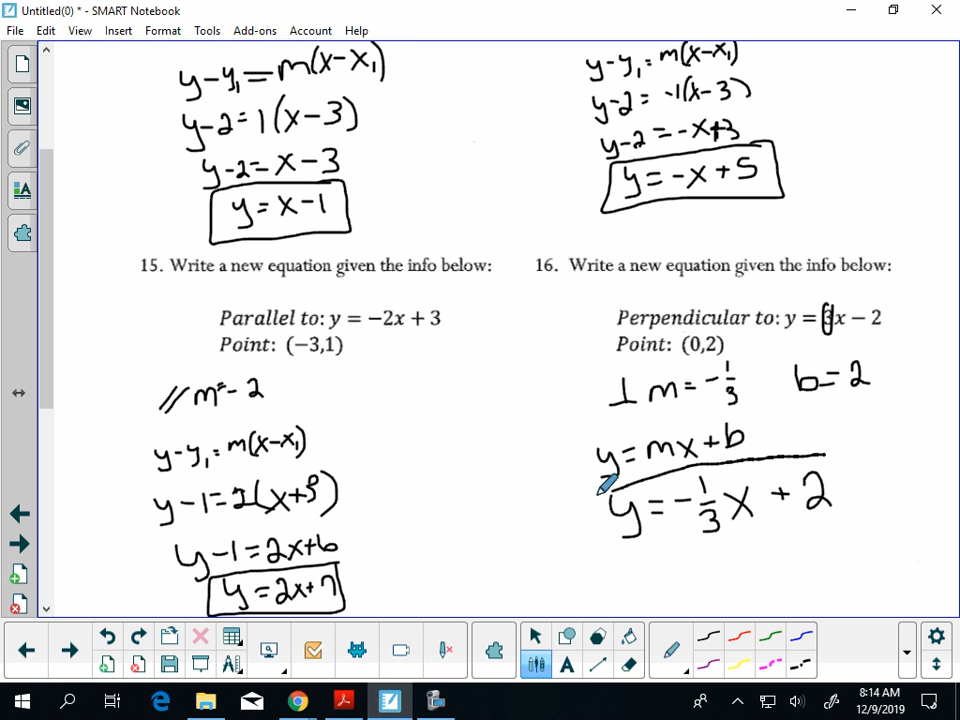 Untitled(0) * - SMART Notebook
File Edit View Insert Format Tools Add-ons Account Help
y-y₁=m(x-x₁)
y-2=1(x-3)
y-2=x-3
y=x-1
y-y₁=m(x-x₁)
y-2=-1(x-3)
y-2=-x+3
y=-x+5
15. Write a new equation given the info below:
Parallel to: y = −2x + 3
Point: (−3,1)
// m=-2
y-y₁=m(x-x₁)
y-1=2(x+3)
y-1=2x+6
y=2x+7
16. Write a new equation given the info below:
Perpendicular to: y = 3x − 2
Point: (0,2)
⊥ m=-1/3 b=2
y=mx+b
y=-1/3x+2
8:14 AM
12/9/2019